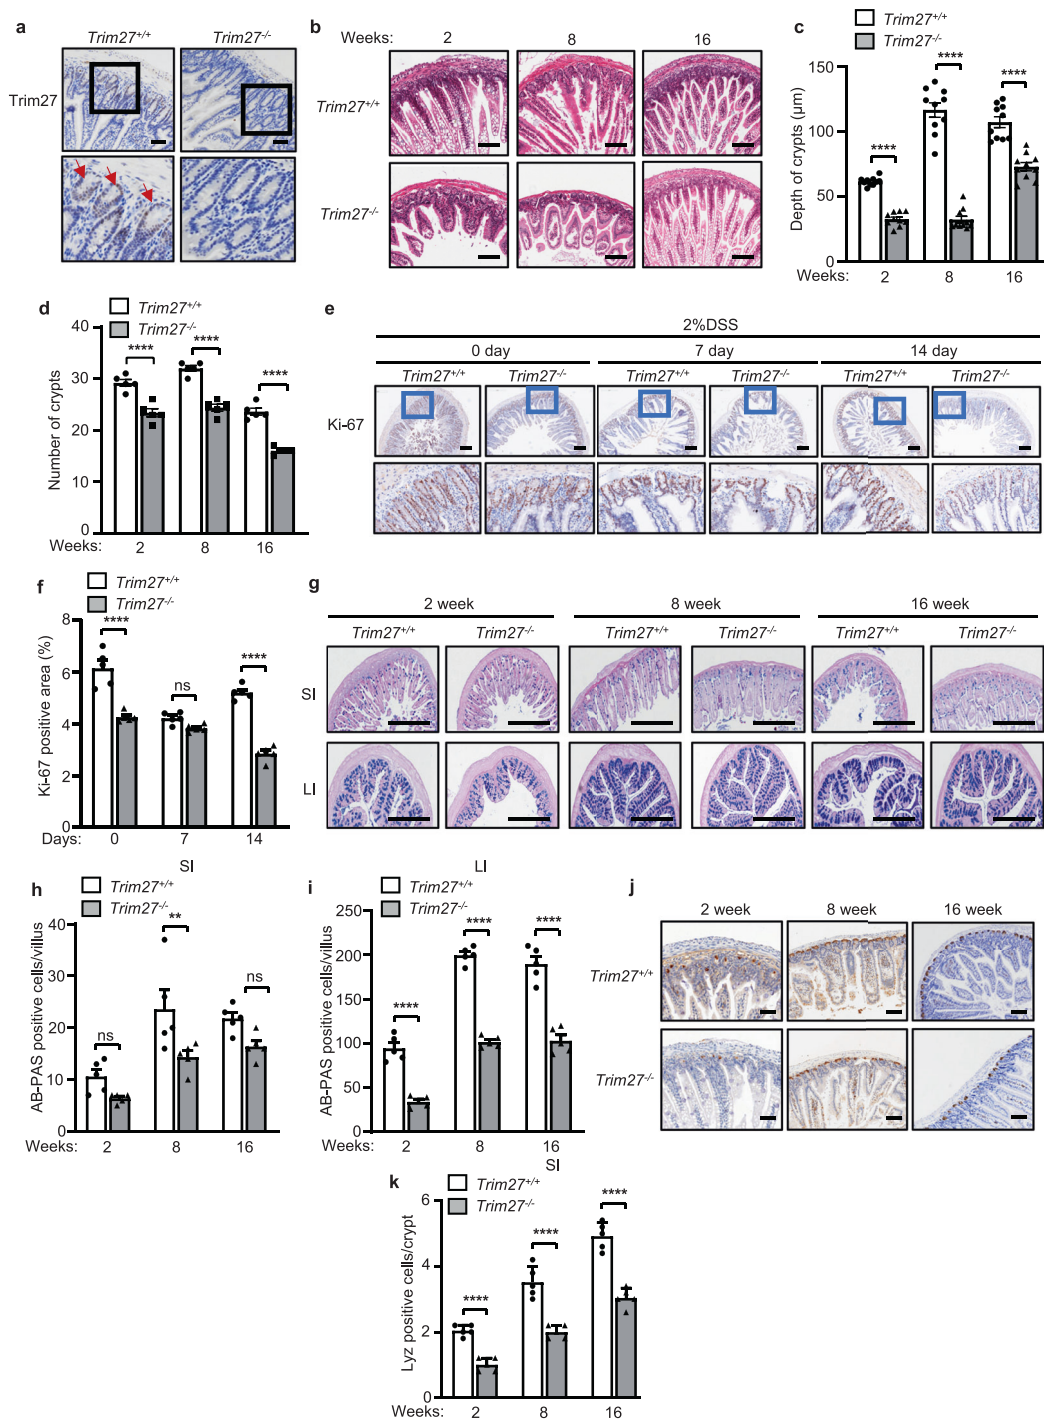 a
Trim27+/+ Trim27-/-
Trim27
b
Weeks: 2 8 16
Trim27+/+
Trim27-/-
c
Trim27+/+
Trim27-/-
Depth of crypts (µm)
150
100
50
0
**** **** ****
Weeks: 2 8 16
d
Trim27+/+
Trim27-/-
Number of crypts
40
30
20
10
0
**** **** ****
Weeks: 2 8 16
e
2%DSS
0 day 7 day 14 day
Trim27+/+ Trim27-/- Trim27+/+ Trim27-/- Trim27+/+ Trim27-/-
Ki-67
f
Trim27+/+
Trim27-/-
Ki-67 positive area (%)
8
6
4
2
0
**** ns ****
Days: 0 7 14
g
2 week 8 week 16 week
Trim27+/+ Trim27-/- Trim27+/+ Trim27-/- Trim27+/+ Trim27-/-
SI
LI
h
SI
Trim27+/+
Trim27-/-
AB-PAS positive cells/villus
40
30
20
10
0
ns ** ns
Weeks: 2 8 16
i
LI
Trim27+/+
Trim27-/-
AB-PAS positive cells/villus
250
200
150
100
50
0
**** **** ****
Weeks: 2 8 16
j
2 week 8 week 16 week
Trim27+/+
Trim27-/-
k
SI
Trim27+/+
Trim27-/-
Lyz positive cells/crypt
6
4
2
0
**** **** ****
Weeks: 2 8 16